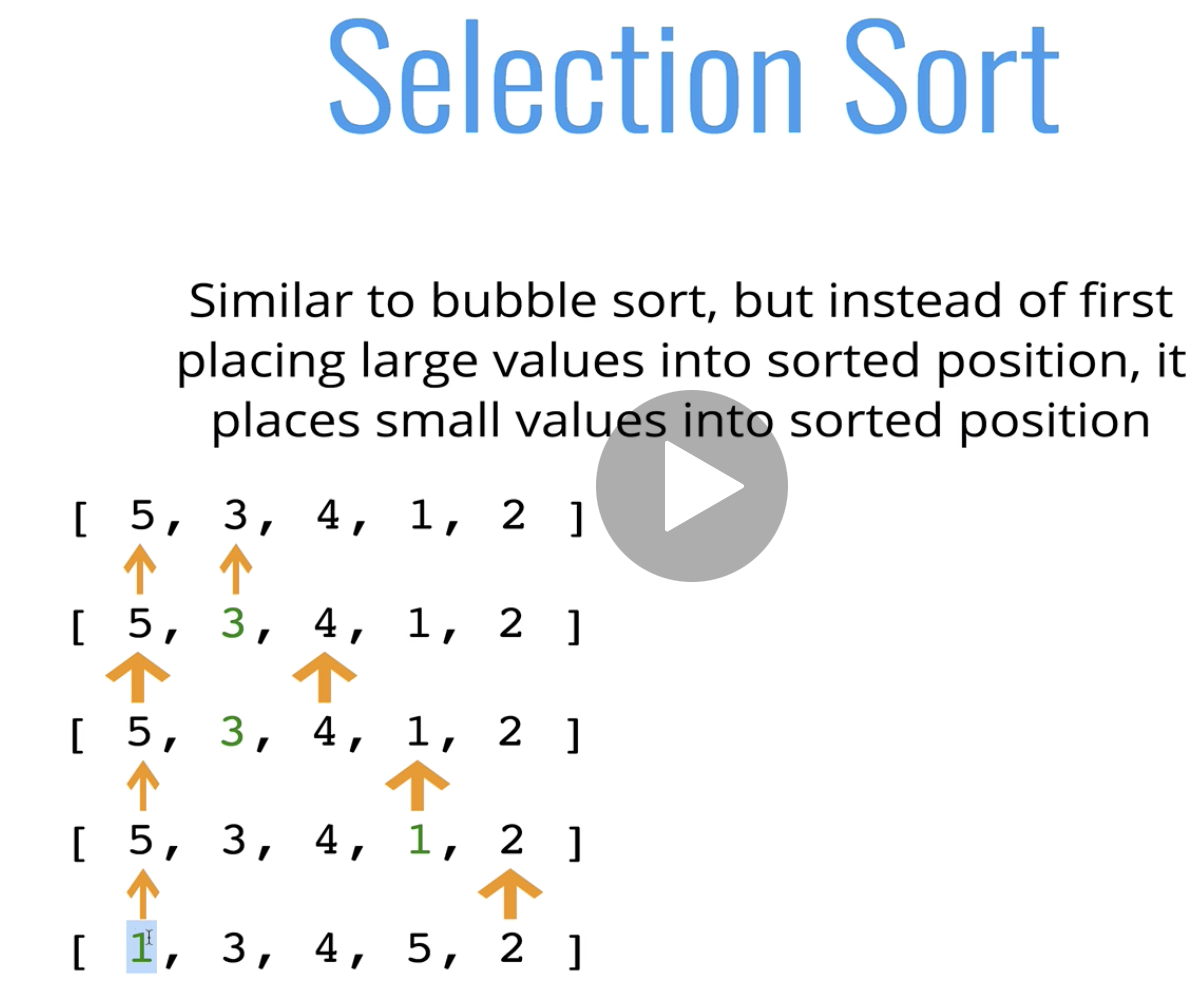 Selection Sort
Similar to bubble sort, but instead of first
placing large values into sorted position, it
places small values into sorted position
[ 5, 3, 4, 1, 2 ]
[ 5, 3, 4, 1, 2 ]
[ 5, 3, 4, 1, 2 ]
[ 5, 3, 4, 1, 2 ]
[ 1, 3, 4, 5, 2 ]